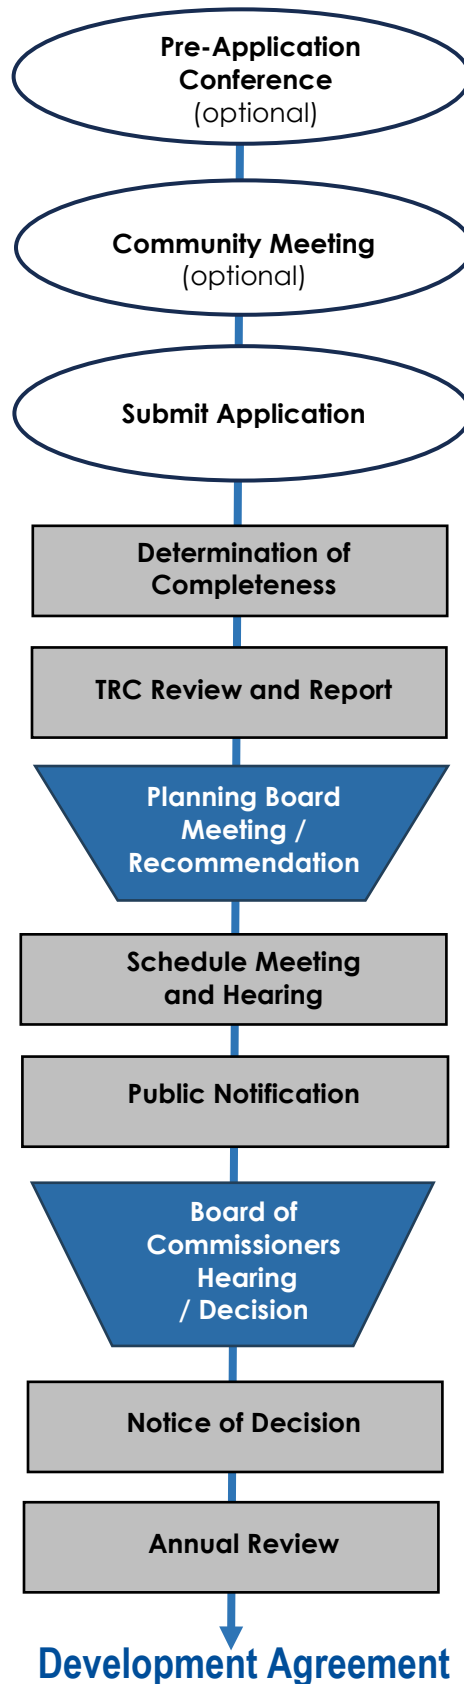 Pre-Application
Conference
(optional)
Community Meeting
(optional)
Submit Application
Determination of
Completeness
TRC Review and Report
Planning Board
Meeting /
Recommendation
Schedule Meeting
and Hearing
Public Notification
Board of
Commissioners
Hearing
/ Decision
Notice of Decision
Annual Review
Development Agreement